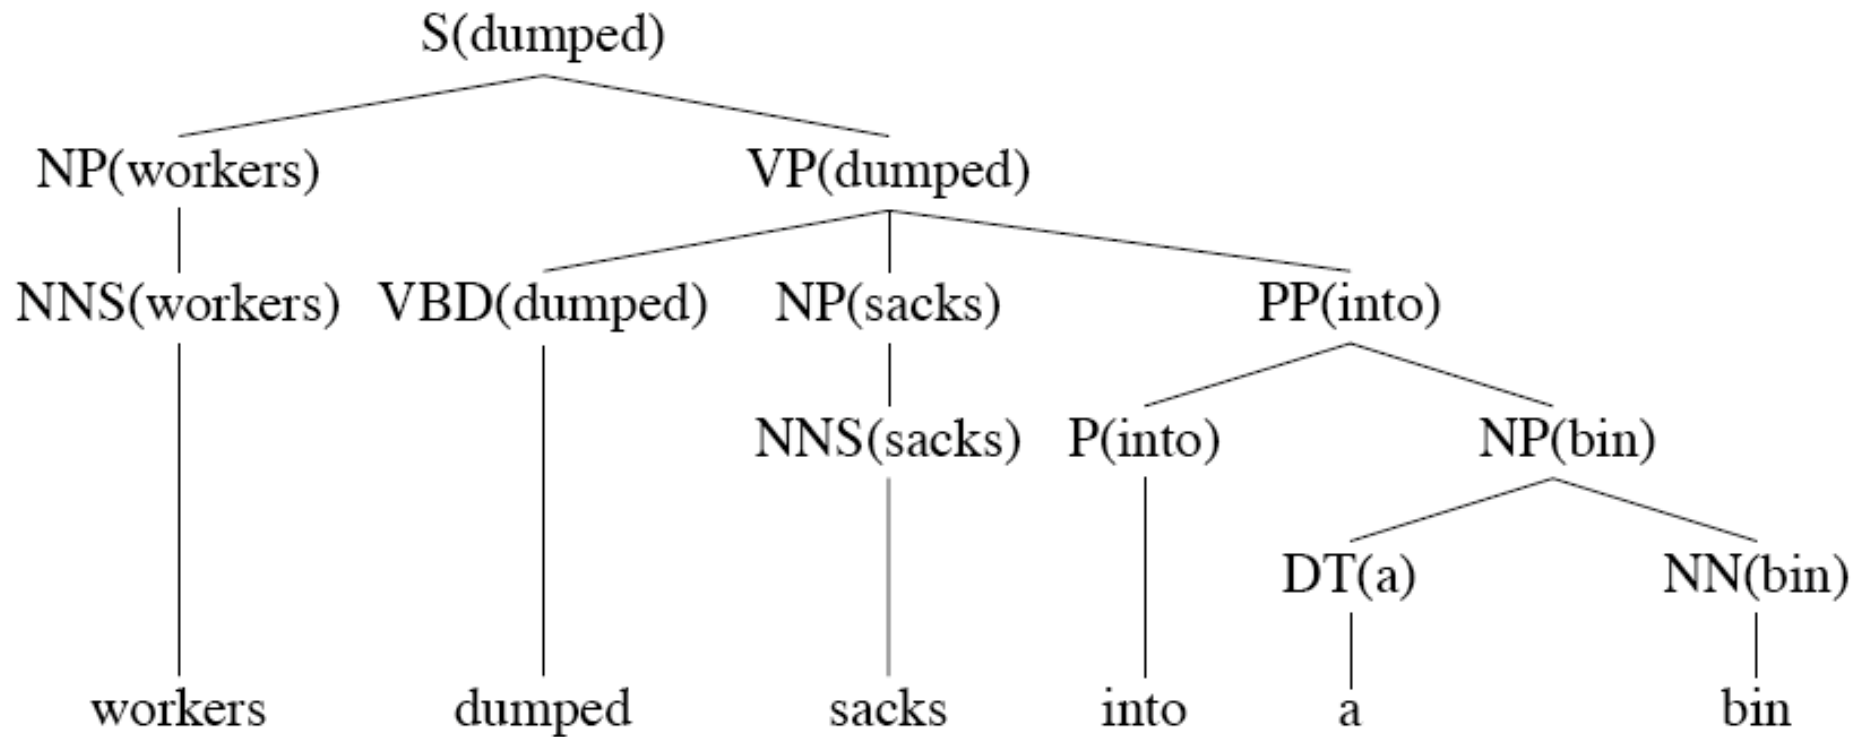 S(dumped)
NP(workers) VP(dumped)
NNS(workers) VBD(dumped) NP(sacks) PP(into)
NNS(sacks) P(into) NP(bin)
DT(a) NN(bin)
workers dumped sacks into a bin